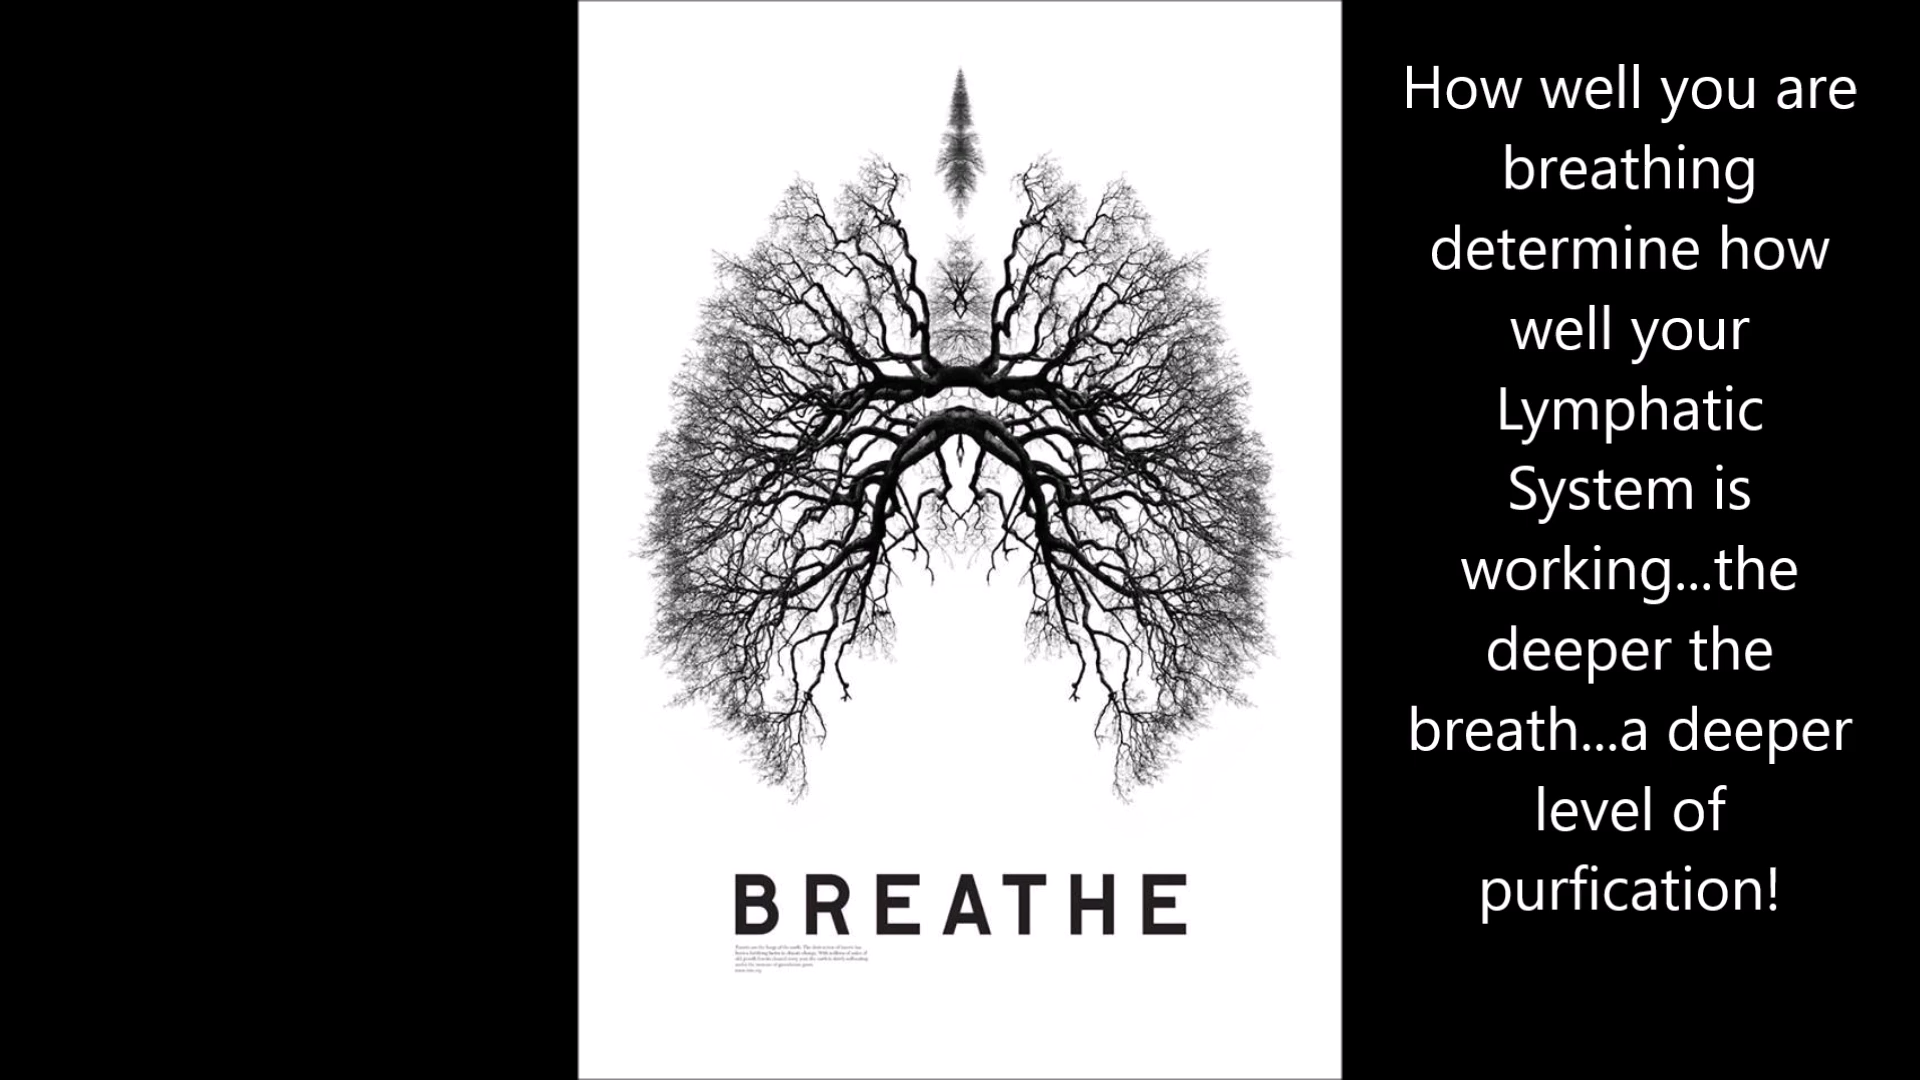 How well you are
breathing
determine how
well your
Lymphatic
System is
working...the
deeper the
breath...a deeper
level of
purfication!
BREATHE